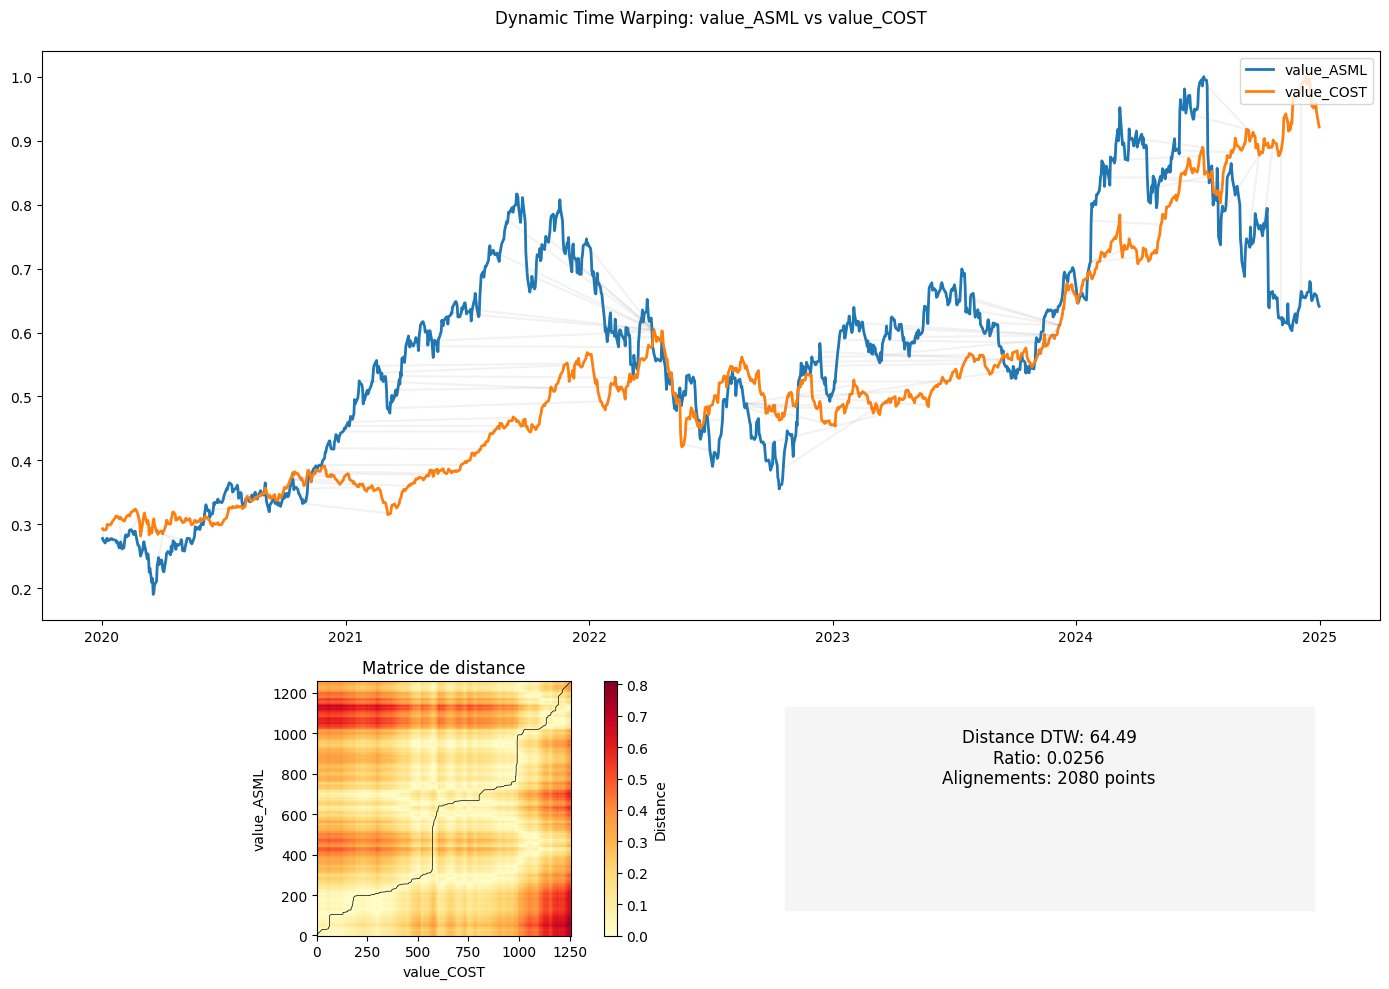 Dynamic Time Warping: value_ASML vs value_COST
value_ASML
value_COST
1.0
0.9
0.8
0.7
0.6
0.5
0.4
0.3
0.2
2020 2021 2022 2023 2024 2025
Matrice de distance
value_ASML
1200
1000
800
600
400
200
0
0 250 500 750 1000 1250
value_COST
0.8
0.7
0.6
0.5
0.4
0.3
0.2
0.1
0.0
Distance
Distance DTW: 64.49
Ratio: 0.0256
Alignements: 2080 points